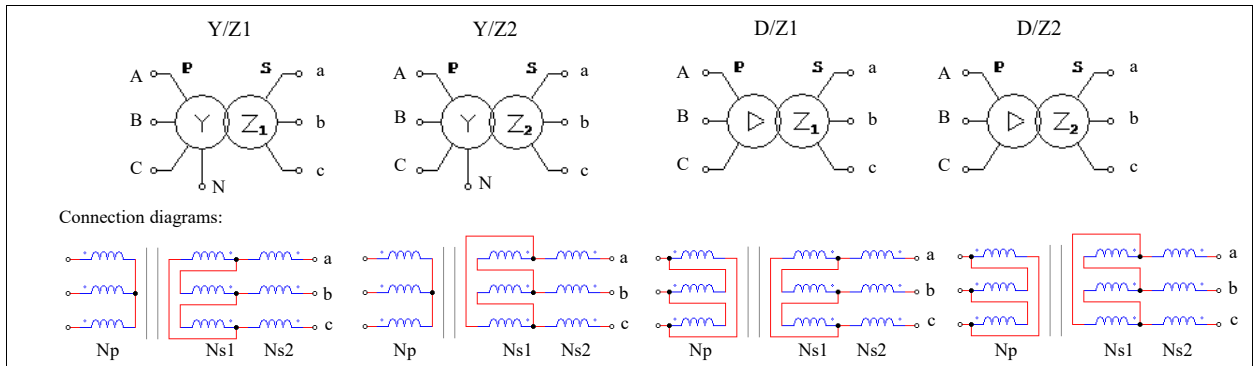 Y/Z1 Y/Z2 D/Z1 D/Z2
A P S a A P S a A P S a A P S a
B Y Z1 b B Y Z2 b B Z1 b B Z2 b
C c C c C c C c
N N
Connection diagrams:
a a a a
b b b b
c c c c
Np Ns1 Ns2 Np Ns1 Ns2 Np Ns1 Ns2 Np Ns1 Ns2